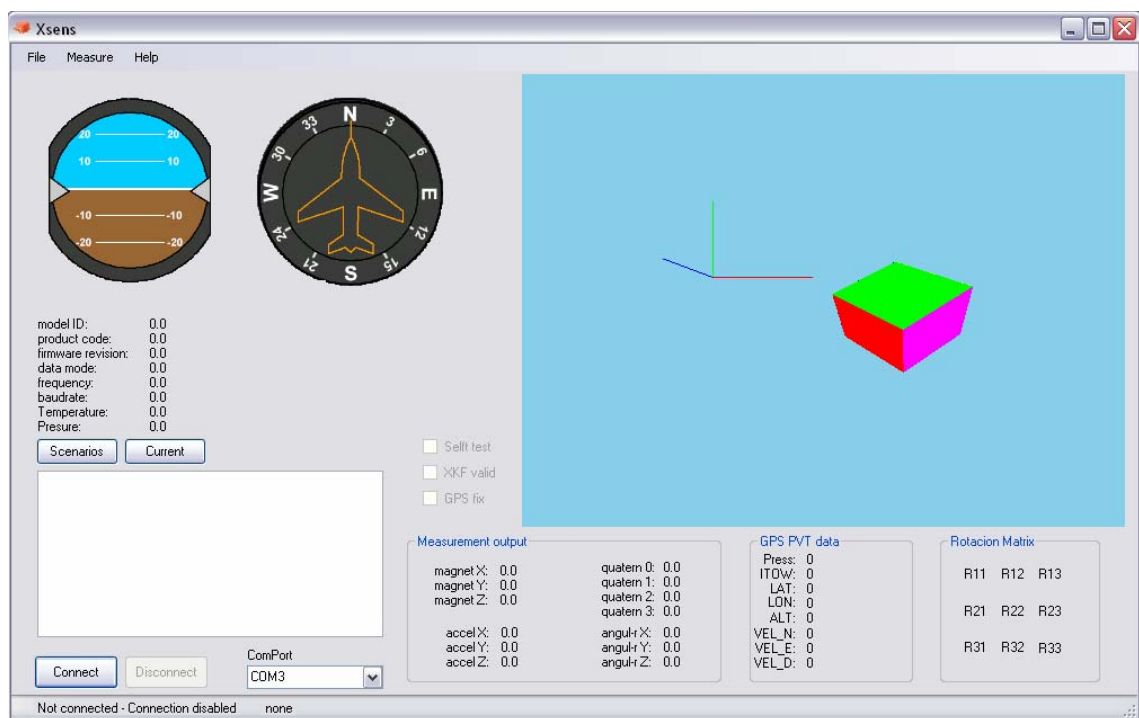 Xsens
File Measure Help
20 20
10 10
-10 -10
-20 -20
N
33 3
30 6
W E
24 12
21 15
S
model ID: 0.0
product code: 0.0
firmware revision: 0.0
data mode: 0.0
frequency: 0.0
baudrate: 0.0
Temperature: 0.0
Presure: 0.0
Scenarios Current
Selft test
XKF valid
GPS fix
Measurement output
magnet X: 0.0
magnet Y: 0.0
magnet Z: 0.0
accel X: 0.0
accel Y: 0.0
accel Z: 0.0
quatern 0: 0.0
quatern 1: 0.0
quatern 2: 0.0
quatern 3: 0.0
angul-r X: 0.0
angul-r Y: 0.0
angul-r Z: 0.0
GPS PVT data
Press: 0
ITOW: 0
LAT: 0
LON: 0
ALT: 0
VEL_N: 0
VEL_E: 0
VEL_D: 0
Rotacion Matrix
R11 R12 R13
R21 R22 R23
R31 R32 R33
ComPort
Connect Disconnect COM3
Not connected - Connection disabled none